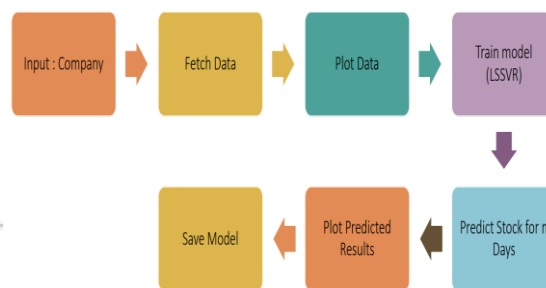 Input : Company
Fetch Data
Plot Data
Train model
(LSSVR)
Predict Stock for n
Days
Plot Predicted
Results
Save Model